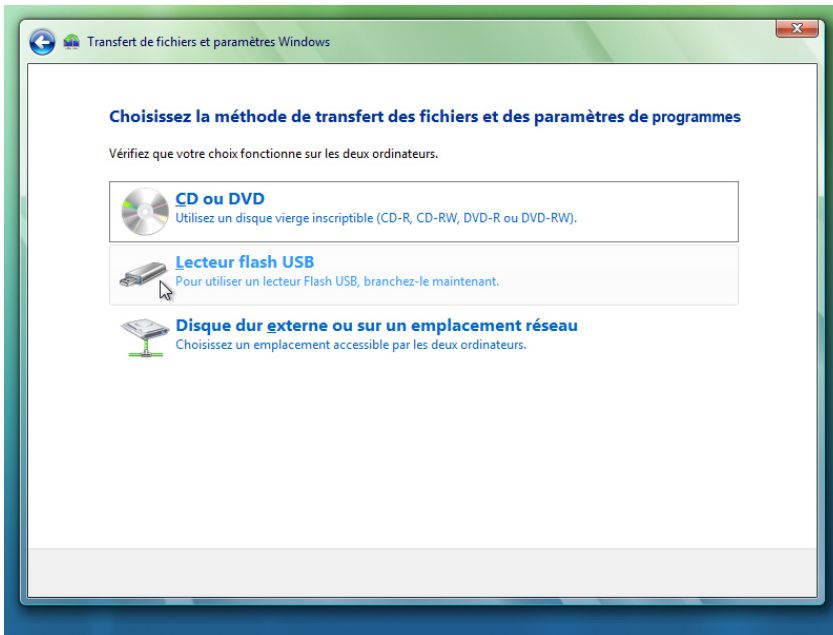 Transfert de fichiers et paramètres Windows
Choisissez la méthode de transfert des fichiers et des paramètres de programmes
Vérifiez que votre choix fonctionne sur les deux ordinateurs.
CD ou DVD
Utilisez un disque vierge inscriptible (CD-R, CD-RW, DVD-R ou DVD-RW).
Lecteur flash USB
Pour utiliser un lecteur Flash USB, branchez-le maintenant.
Disque dur externe ou sur un emplacement réseau
Choisissez un emplacement accessible par les deux ordinateurs.